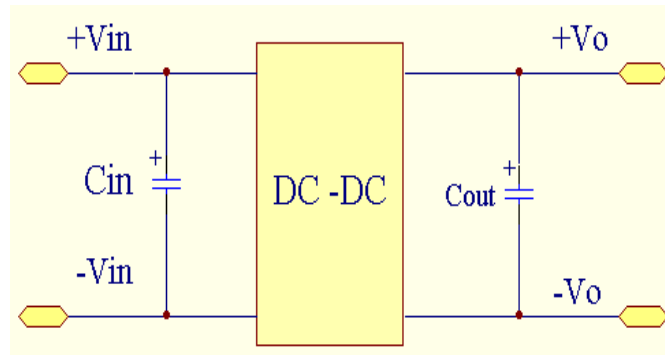 +Vin
+Vo
+
Cin
DC -DC
+
Cout
-Vin
-Vo